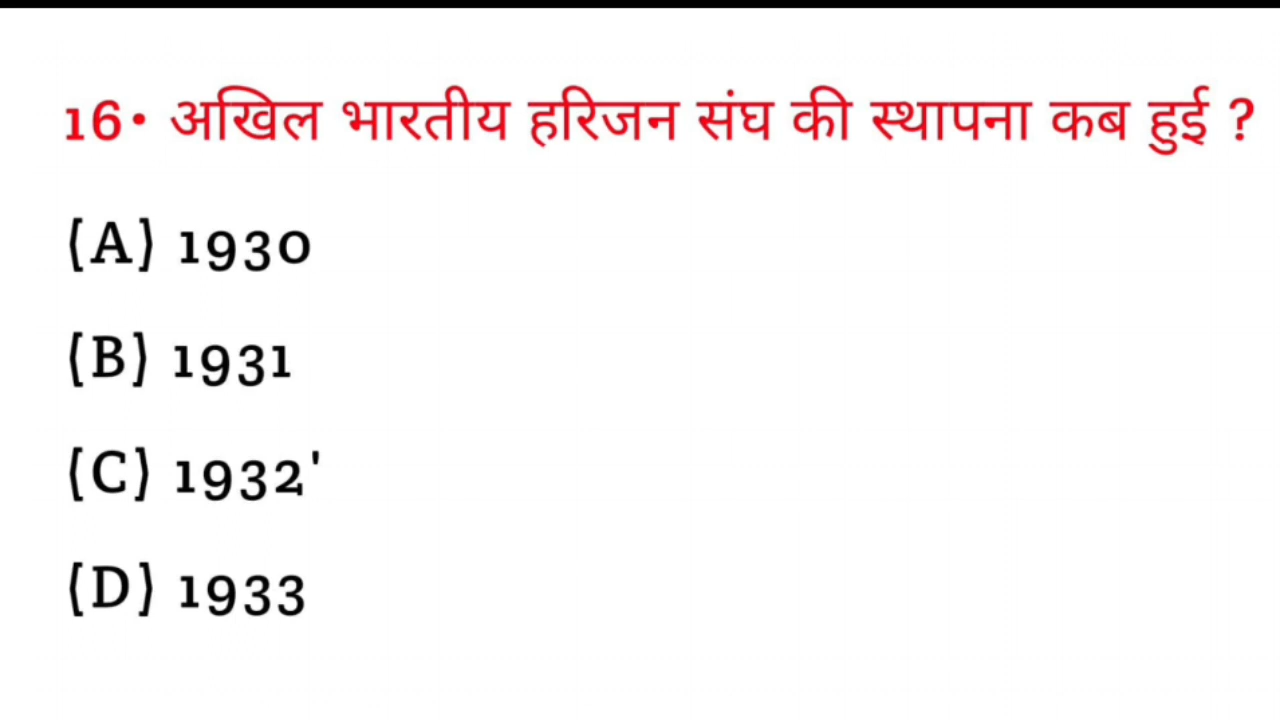 16• अखिल भारतीय हरिजन संघ की स्थापना कब हुई ?
(A) 1930
(B) 1931
(C) 1932'
(D) 1933